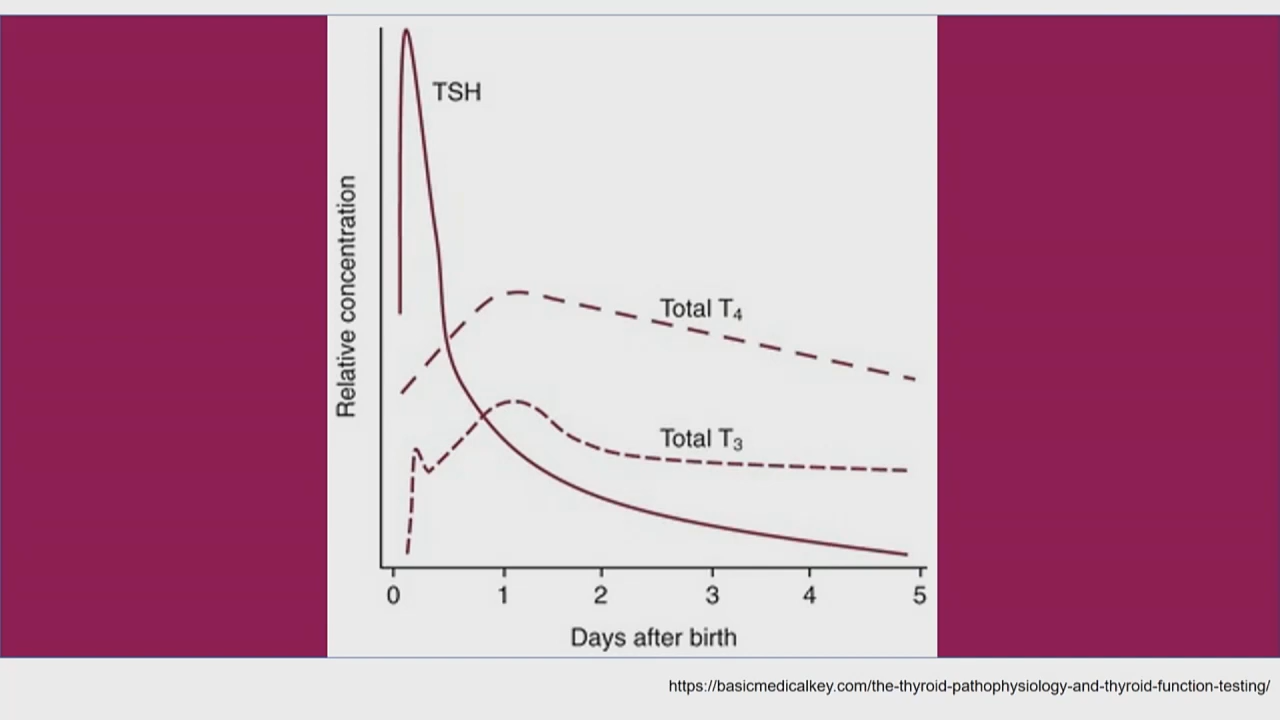 TSH
Relative concentration
Total T₄
Total T₃
0 1 2 3 4 5
Days after birth
https://basicmedicalkey.com/the-thyroid-pathophysiology-and-thyroid-function-testing/